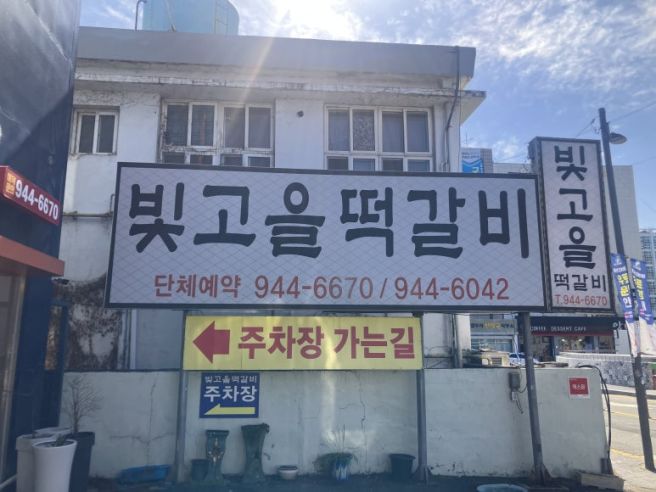 빛고을떡갈비
단체예약 944-6670 / 944-6042
빛고을
떡갈비
T.944-6670
944-6670
주차장 가는길
빛고을떡갈비
주차장
COFFEE DESSERT CAFE